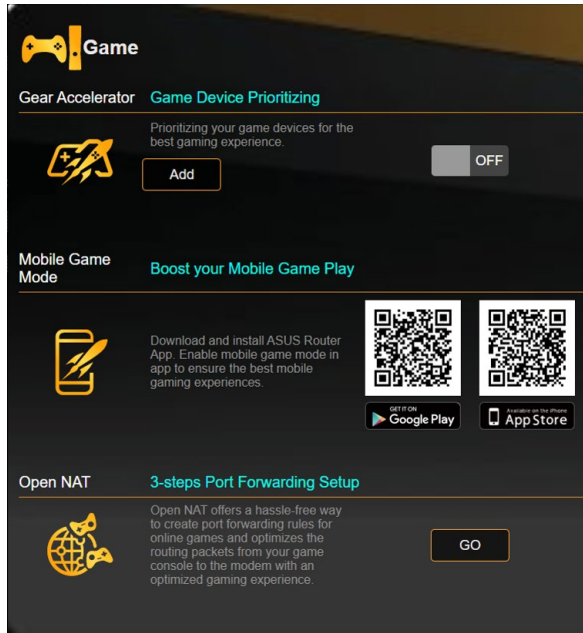 Game
Gear Accelerator
Game Device Prioritizing
Prioritizing your game devices for the
best gaming experience.
Add
OFF
Mobile Game
Mode
Boost your Mobile Game Play
Download and install ASUS Router
App. Enable mobile game mode in
app to ensure the best mobile
gaming experiences.
GET IT ON
Google Play
Available on the iPhone
App Store
Open NAT
3-steps Port Forwarding Setup
Open NAT offers a hassle-free way
to create port forwarding rules for
online games and optimizes the
routing packets from your game
console to the modem with an
optimized gaming experience.
GO